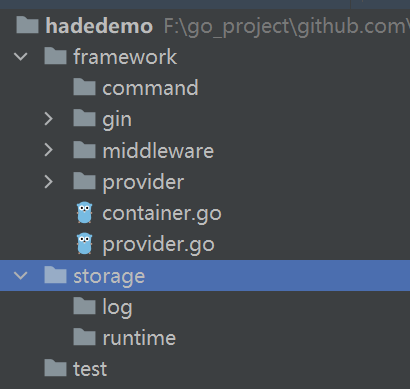 hadedemo F:\go_project\github.com\
framework
command
gin
middleware
provider
container.go
provider.go
storage
log
runtime
test